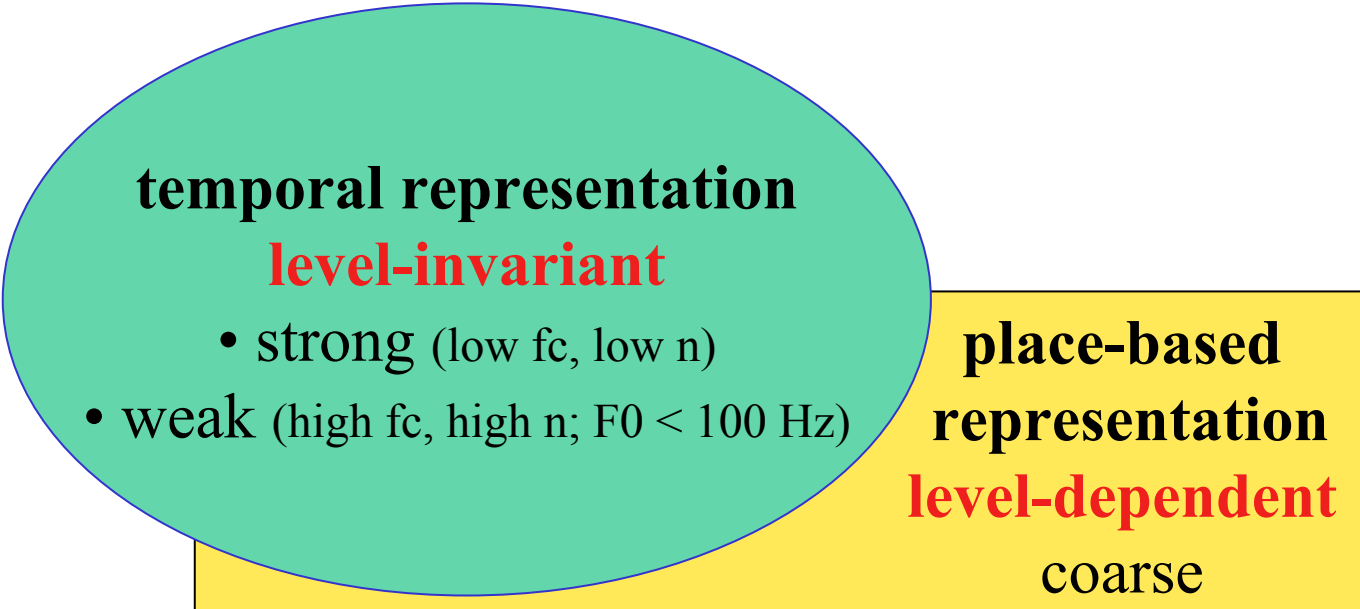 temporal representation
level-invariant
• strong (low fc, low n)
• weak (high fc, high n; F0 < 100 Hz)
place-based
representation
level-dependent
coarse